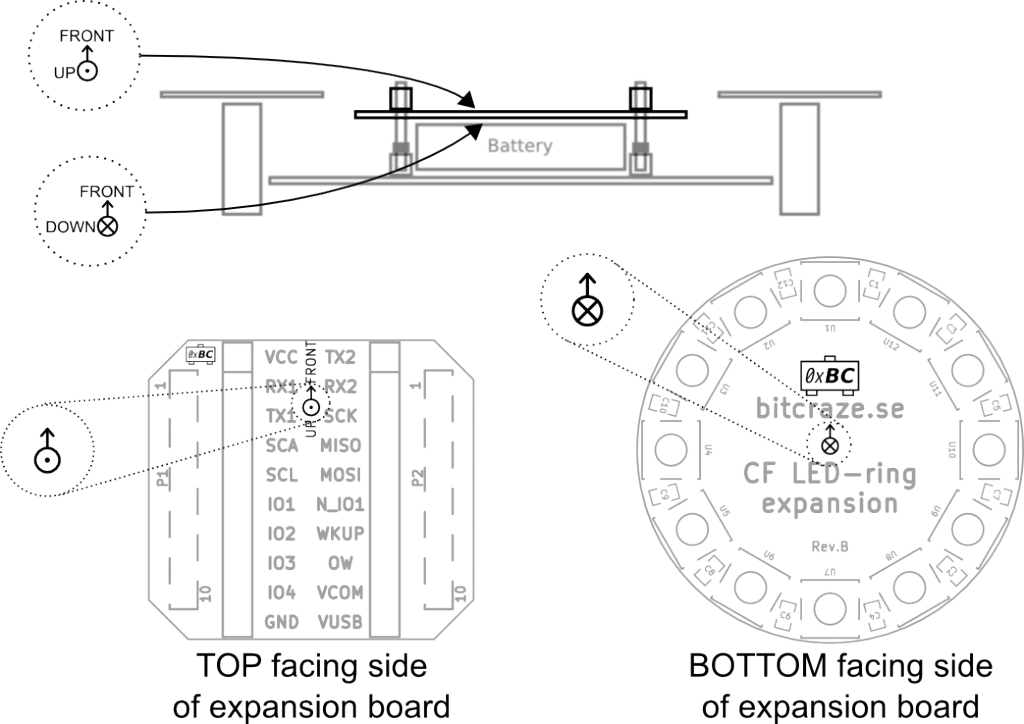 FRONT
UP
Battery
FRONT
DOWN
0xBC
1
P1
10
VCC TX2
RX1 RX2
TX1 SCK
SCA MISO
SCL MOSI
IO1 N_IO1
IO2 WKUP
IO3 OW
IO4 VCOM
GND VUSB
UP
FRONT
1
P2
10
TOP facing side
of expansion board
C12
C1
U1
U2
U12
C3
U3
U11
0xBC
C10
C5
bitcraze.se
U4
U10
CF LED-ring
expansion
C9
C7
U5
U9
Rev.B
U6
U8
C8
U7
C2
C6
C4
BOTTOM facing side
of expansion board